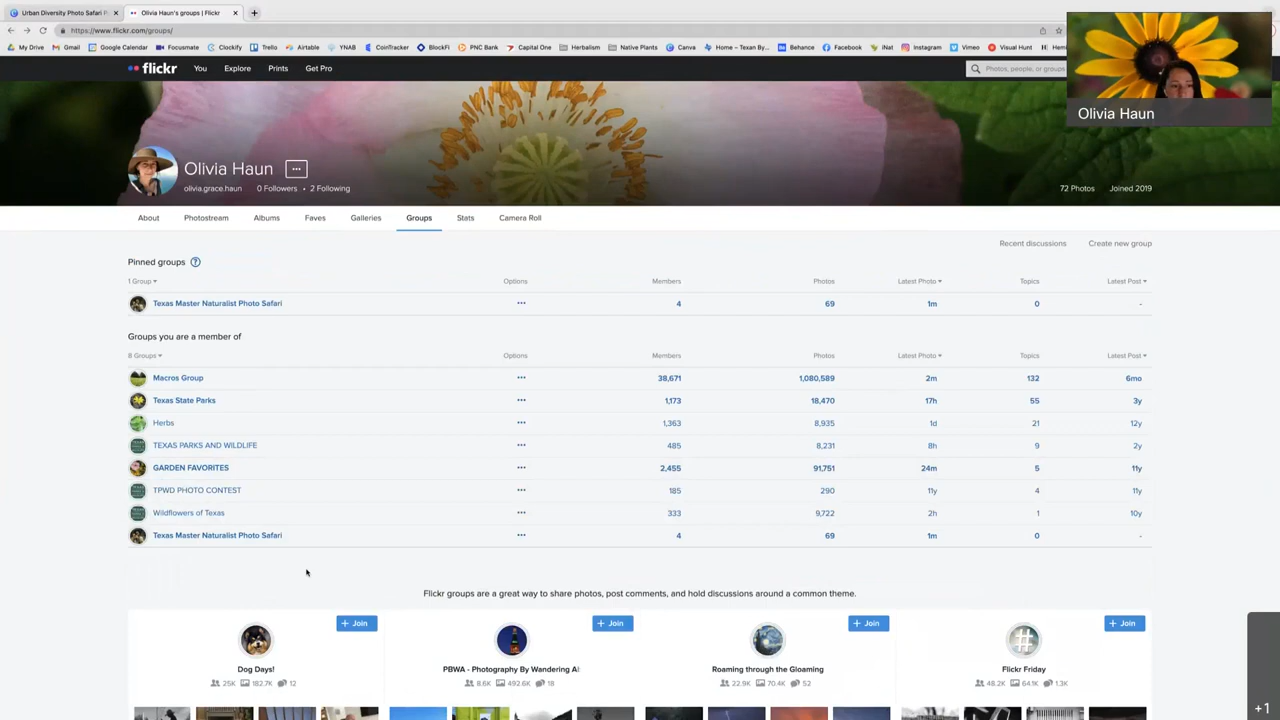 Urban Diversity Photo Safari P
Olivia Haun's groups | Flickr
https://www.flickr.com/groups/
My Drive Gmail Google Calendar Focusmate Clockify Trello Airtable YNAB CoinTracker BlockFi PNC Bank Capital One Herbalism Native Plants Canva Home – Texan By... Behance Facebook iNat Instagram Vimeo Visual Hunt Hemi
flickr You Explore Prints Get Pro
Photos, people, or groups
Olivia Haun
Olivia Haun
olivia.grace.haun 0 Followers • 2 Following
72 Photos Joined 2019
About Photostream Albums Faves Galleries Groups Stats Camera Roll
Recent discussions Create new group
Pinned groups ?
1 Group Options Members Photos Latest Photo Topics Latest Post
Texas Master Naturalist Photo Safari ••• 4 69 1m 0 -
Groups you are a member of
8 Groups Options Members Photos Latest Photo Topics Latest Post
Macros Group ••• 38,671 1,080,589 2m 132 6mo
Texas State Parks ••• 1,173 18,470 17h 55 3y
Herbs ••• 1,363 8,935 1d 21 12y
TEXAS PARKS AND WILDLIFE ••• 485 8,231 8h 9 2y
GARDEN FAVORITES ••• 2,455 91,751 24m 5 11y
TPWD PHOTO CONTEST ••• 185 290 11y 4 11y
Wildflowers of Texas ••• 333 9,722 2h 1 10y
Texas Master Naturalist Photo Safari ••• 4 69 1m 0 -
Flickr groups are a great way to share photos, post comments, and hold discussions around a common theme.
+ Join + Join + Join + Join
#
Dog Days! PBWA - Photography By Wandering A Roaming through the Gloaming Flickr Friday
25K 182.7K 12 8.6K 492.6K 18 22.9K 70.4K 52 48.2K 64.1K 1.3K
+1